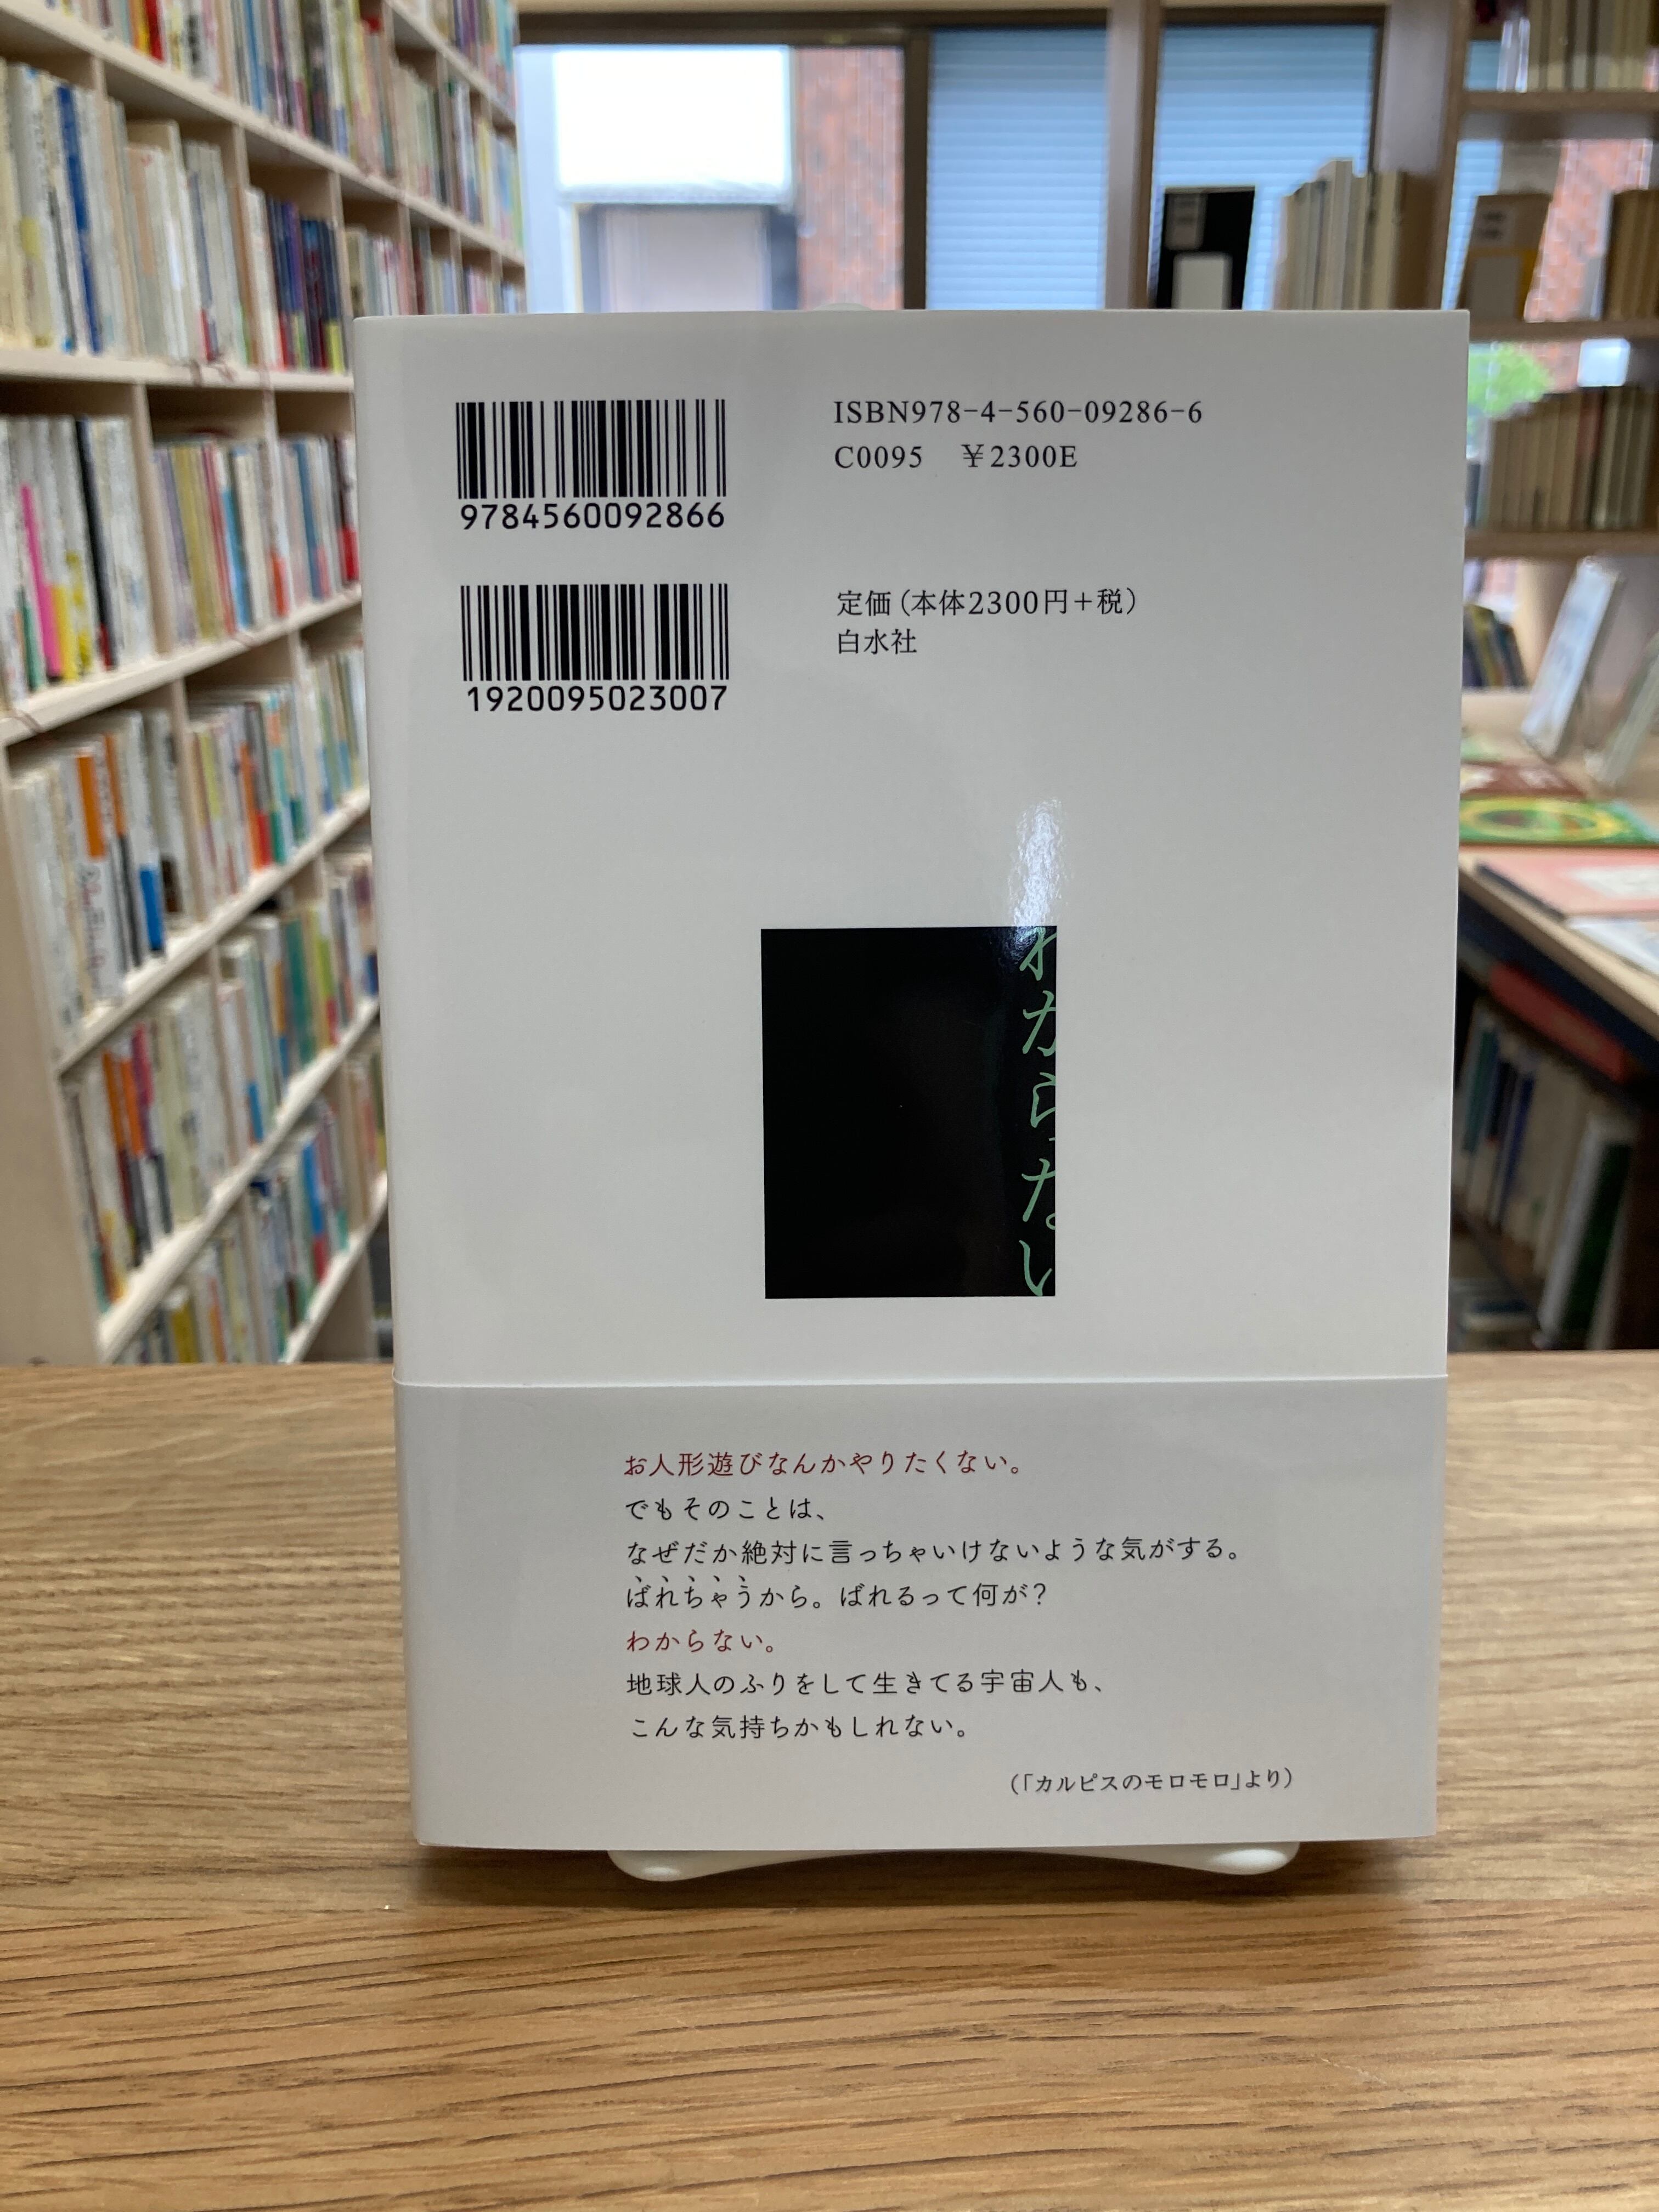 9784560092866
ISBN978-4-560-09286-6
C0095 ¥2300E
1920095023007
定価(本体2300円+税)
白水社
わからない
お人形遊びなんかやりたくない。
でもそのことは、
なぜだか絶対に言っちゃいけないような気がする。
ばれちゃうから。ばれるって何が?
わからない。
地球人のふりをして生きてる宇宙人も、
こんな気持ちかもしれない。
(「カルピスのモロモロ」より)